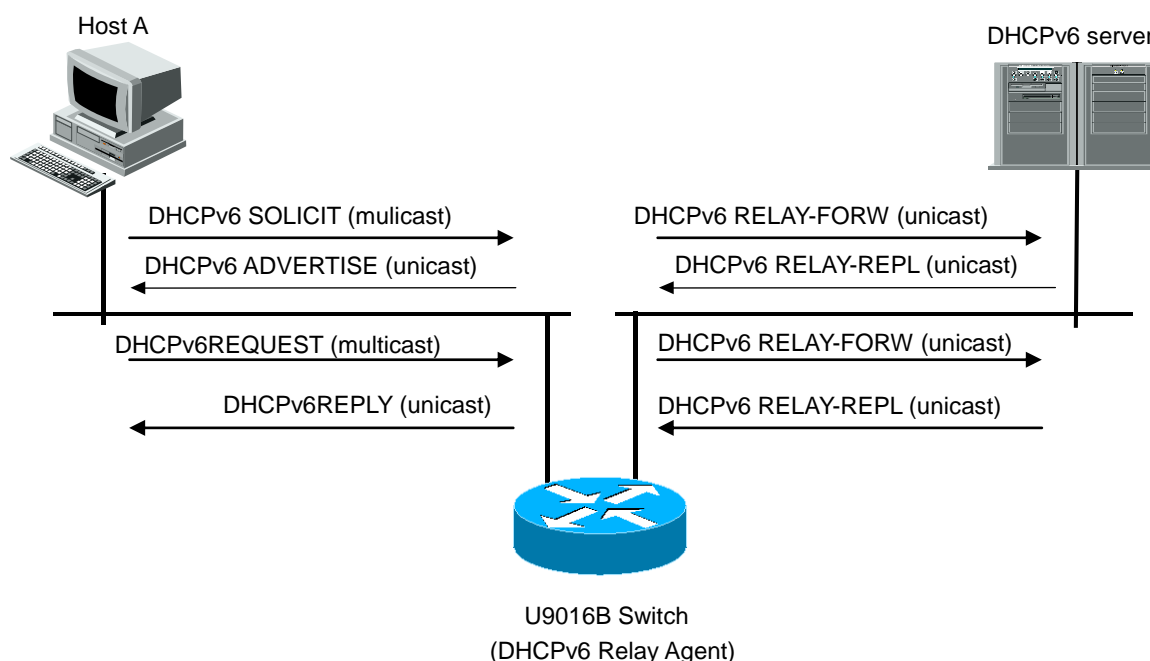 Host A
DHCPv6 server
DHCPv6 SOLICIT (mulicast)
DHCPv6 RELAY-FORW (unicast)
DHCPv6 ADVERTISE (unicast)
DHCPv6 RELAY-REPL (unicast)
DHCPv6REQUEST (multicast)
DHCPv6 RELAY-FORW (unicast)
DHCPv6REPLY (unicast)
DHCPv6 RELAY-REPL (unicast)
U9016B Switch
(DHCPv6 Relay Agent)